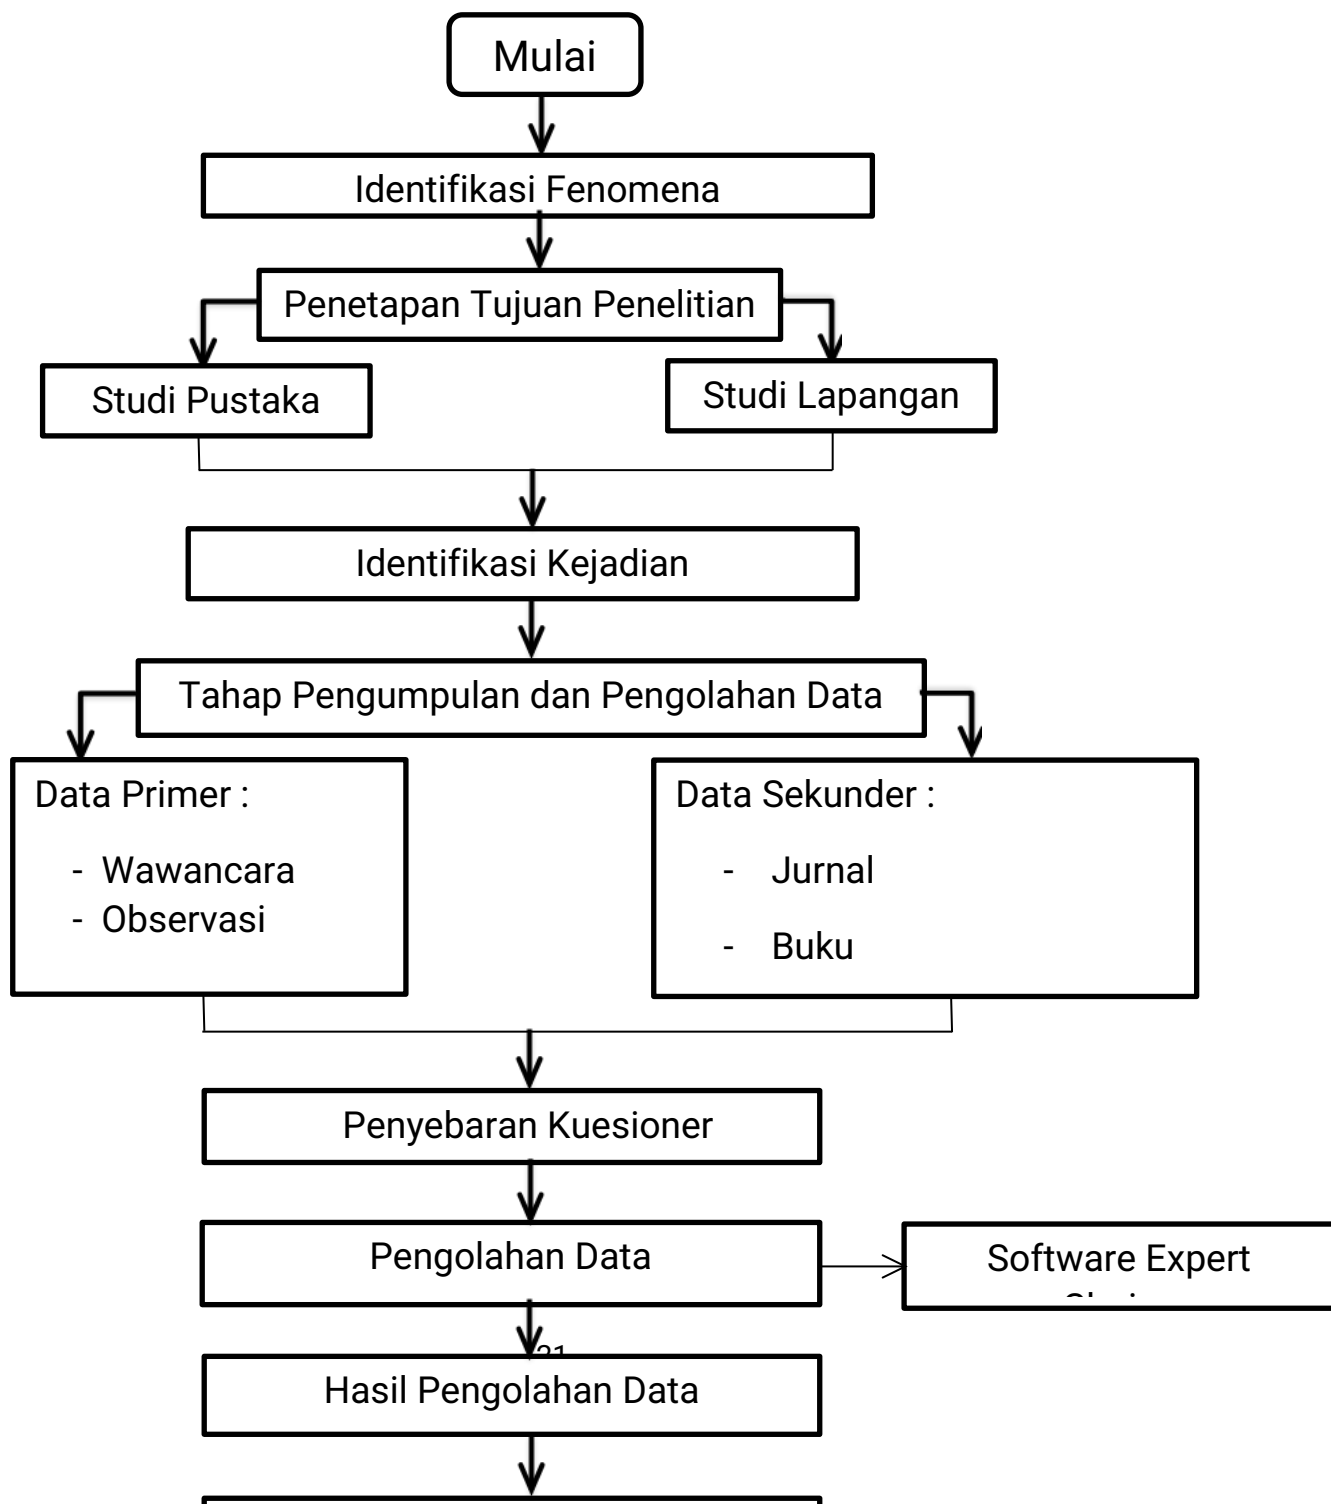 Mulai
Identifikasi Fenomena
Penetapan Tujuan Penelitian
Studi Pustaka
Studi Lapangan
Identifikasi Kejadian
Tahap Pengumpulan dan Pengolahan Data
Data Primer :
- Wawancara
- Observasi
Data Sekunder :
- Jurnal
- Buku
Penyebaran Kuesioner
Pengolahan Data
Software Expert
Hasil Pengolahan Data